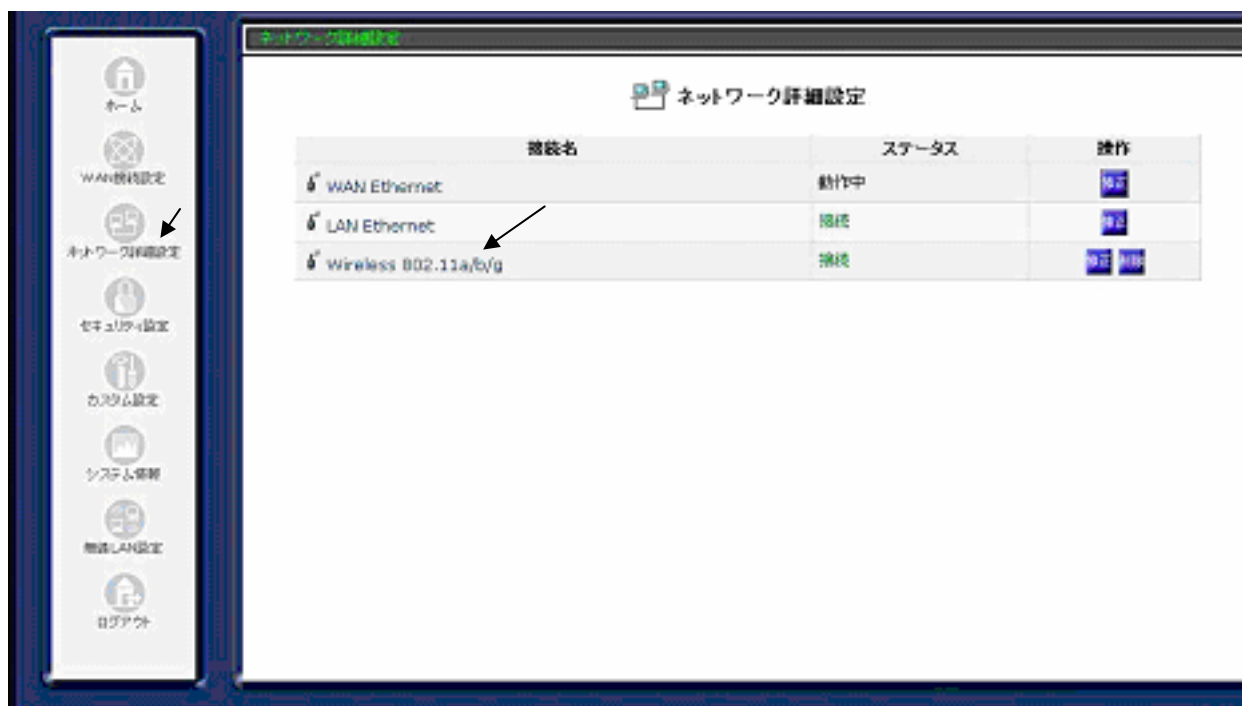 ネットワーク詳細設定
ホーム
WAN接続設定
ネットワーク詳細設定
セキュリティ設定
カスタム設定
システム情報
無線LAN設定
ログアウト
ネットワーク詳細設定
接続名 ステータス 操作
WAN Ethernet 動作中 修正
LAN Ethernet 接続 修正
Wireless 802.11a/b/g 接続 修正 削除